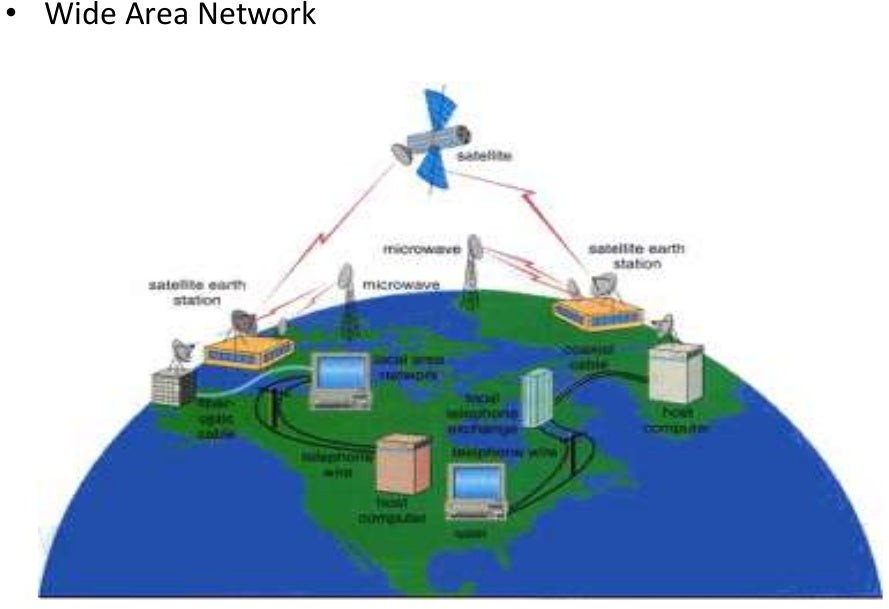 • Wide Area Network
satellite
microwave
satellite earth
station
satellite earth
station
microwave
local area
network
coaxial
cable
fiber-
optic
cable
local
telephone
exchange
host
computer
telephone
wire
telephone wire
host
computer
user